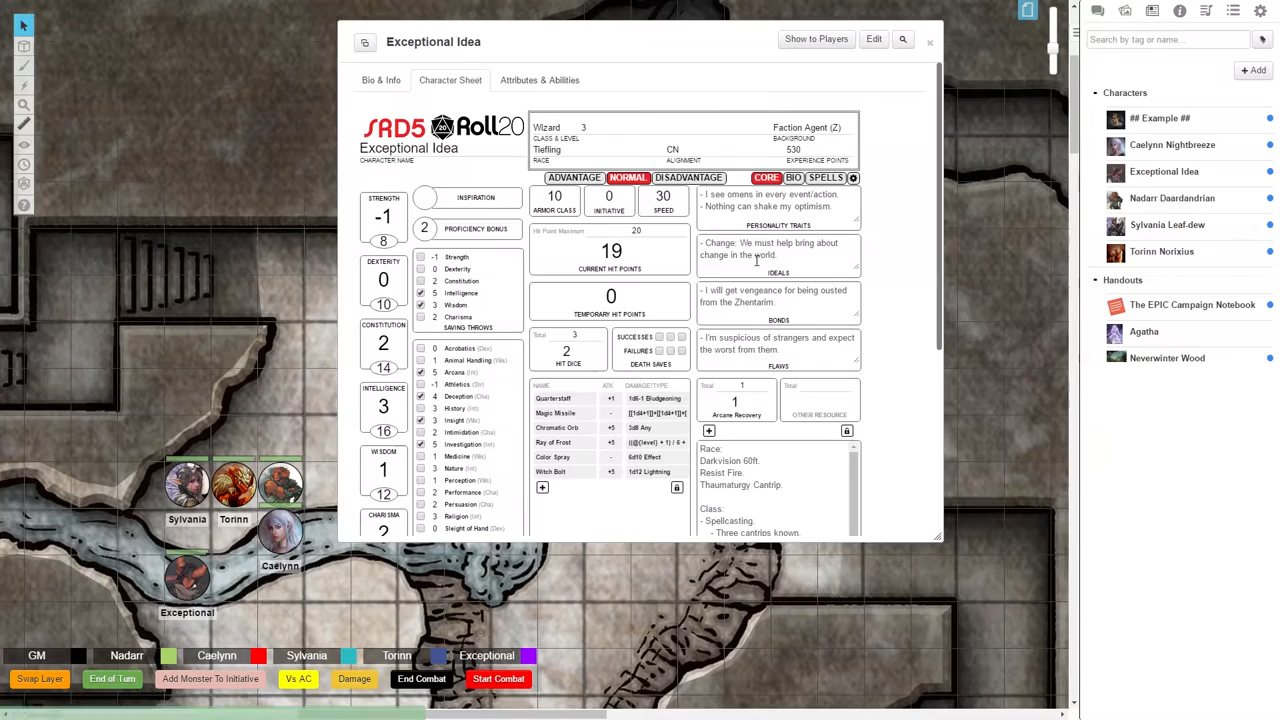 Exceptional Idea
Show to Players
Edit
Bio & Info
Character Sheet
Attributes & Abilities
SRD5 20 Roll20
Exceptional Idea
CHARACTER NAME
Wizard 3 Faction Agent (Z)
CLASS & LEVEL BACKGROUND
Tiefling CN 530
RACE ALIGNMENT EXPERIENCE POINTS
ADVANTAGE NORMAL DISADVANTAGE
CORE BIO SPELLS
STRENGTH
-1
8
DEXTERITY
0
10
CONSTITUTION
2
14
INTELLIGENCE
3
16
WISDOM
1
12
CHARISMA
2
INSPIRATION
2 PROFICIENCY BONUS
-1 Strength
0 Dexterity
2 Constitution
5 Intelligence
3 Wisdom
2 Charisma
SAVING THROWS
0 Acrobatics (Dex)
1 Animal Handling (Wis)
5 Arcana (Int)
-1 Athletics (Str)
4 Deception (Cha)
3 History (Int)
3 Insight (Wis)
2 Intimidation (Cha)
5 Investigation (Int)
1 Medicine (Wis)
3 Nature (Int)
1 Perception (Wis)
2 Performance (Cha)
2 Persuasion (Cha)
3 Religion (Int)
0 Sleight of Hand (Dex)
10
ARMOR CLASS
0
INITIATIVE
30
SPEED
Hit Point Maximum 20
19
CURRENT HIT POINTS
0
TEMPORARY HIT POINTS
Total 3
2
HIT DICE
SUCCESSES
FAILURES
DEATH SAVES
NAME ATK DAMAGE/TYPE
Quarterstaff +1 1d6-1 Bludgeoning
Magic Missile - [[1d4+1]]+[[1d4+1]]+[
Chromatic Orb +5 3d8 Any
Ray of Frost +5 ((@{level} + 1) / 6 +
Color Spray - 6d10 Effect
Witch Bolt +5 1d12 Lightning
- I see omens in every event/action.
- Nothing can shake my optimism.
PERSONALITY TRAITS
- Change: We must help bring about
change in the world.
IDEALS
- I will get vengeance for being ousted
from the Zhentarim.
BONDS
- I'm suspicious of strangers and expect
the worst from them.
FLAWS
Total 1
1
Arcane Recovery
Total
OTHER RESOURCE
Race:
Darkvision 60ft.
Resist Fire.
Thaumaturgy Cantrip.
Class:
- Spellcasting.
- Three cantrips known.
Sylvania
Torinn
Caelynn
Exceptional
GM
Nadarr
Caelynn
Sylvania
Torinn
Exceptional
Swap Layer
End of Turn
Add Monster To Initiative
Vs AC
Damage
End Combat
Start Combat
Search by tag or name...
+ Add
Characters
## Example ##
Caelynn Nightbreeze
Exceptional Idea
Nadarr Daardandrian
Sylvania Leaf-dew
Torinn Norixius
Handouts
The EPIC Campaign Notebook
Agatha
Neverwinter Wood